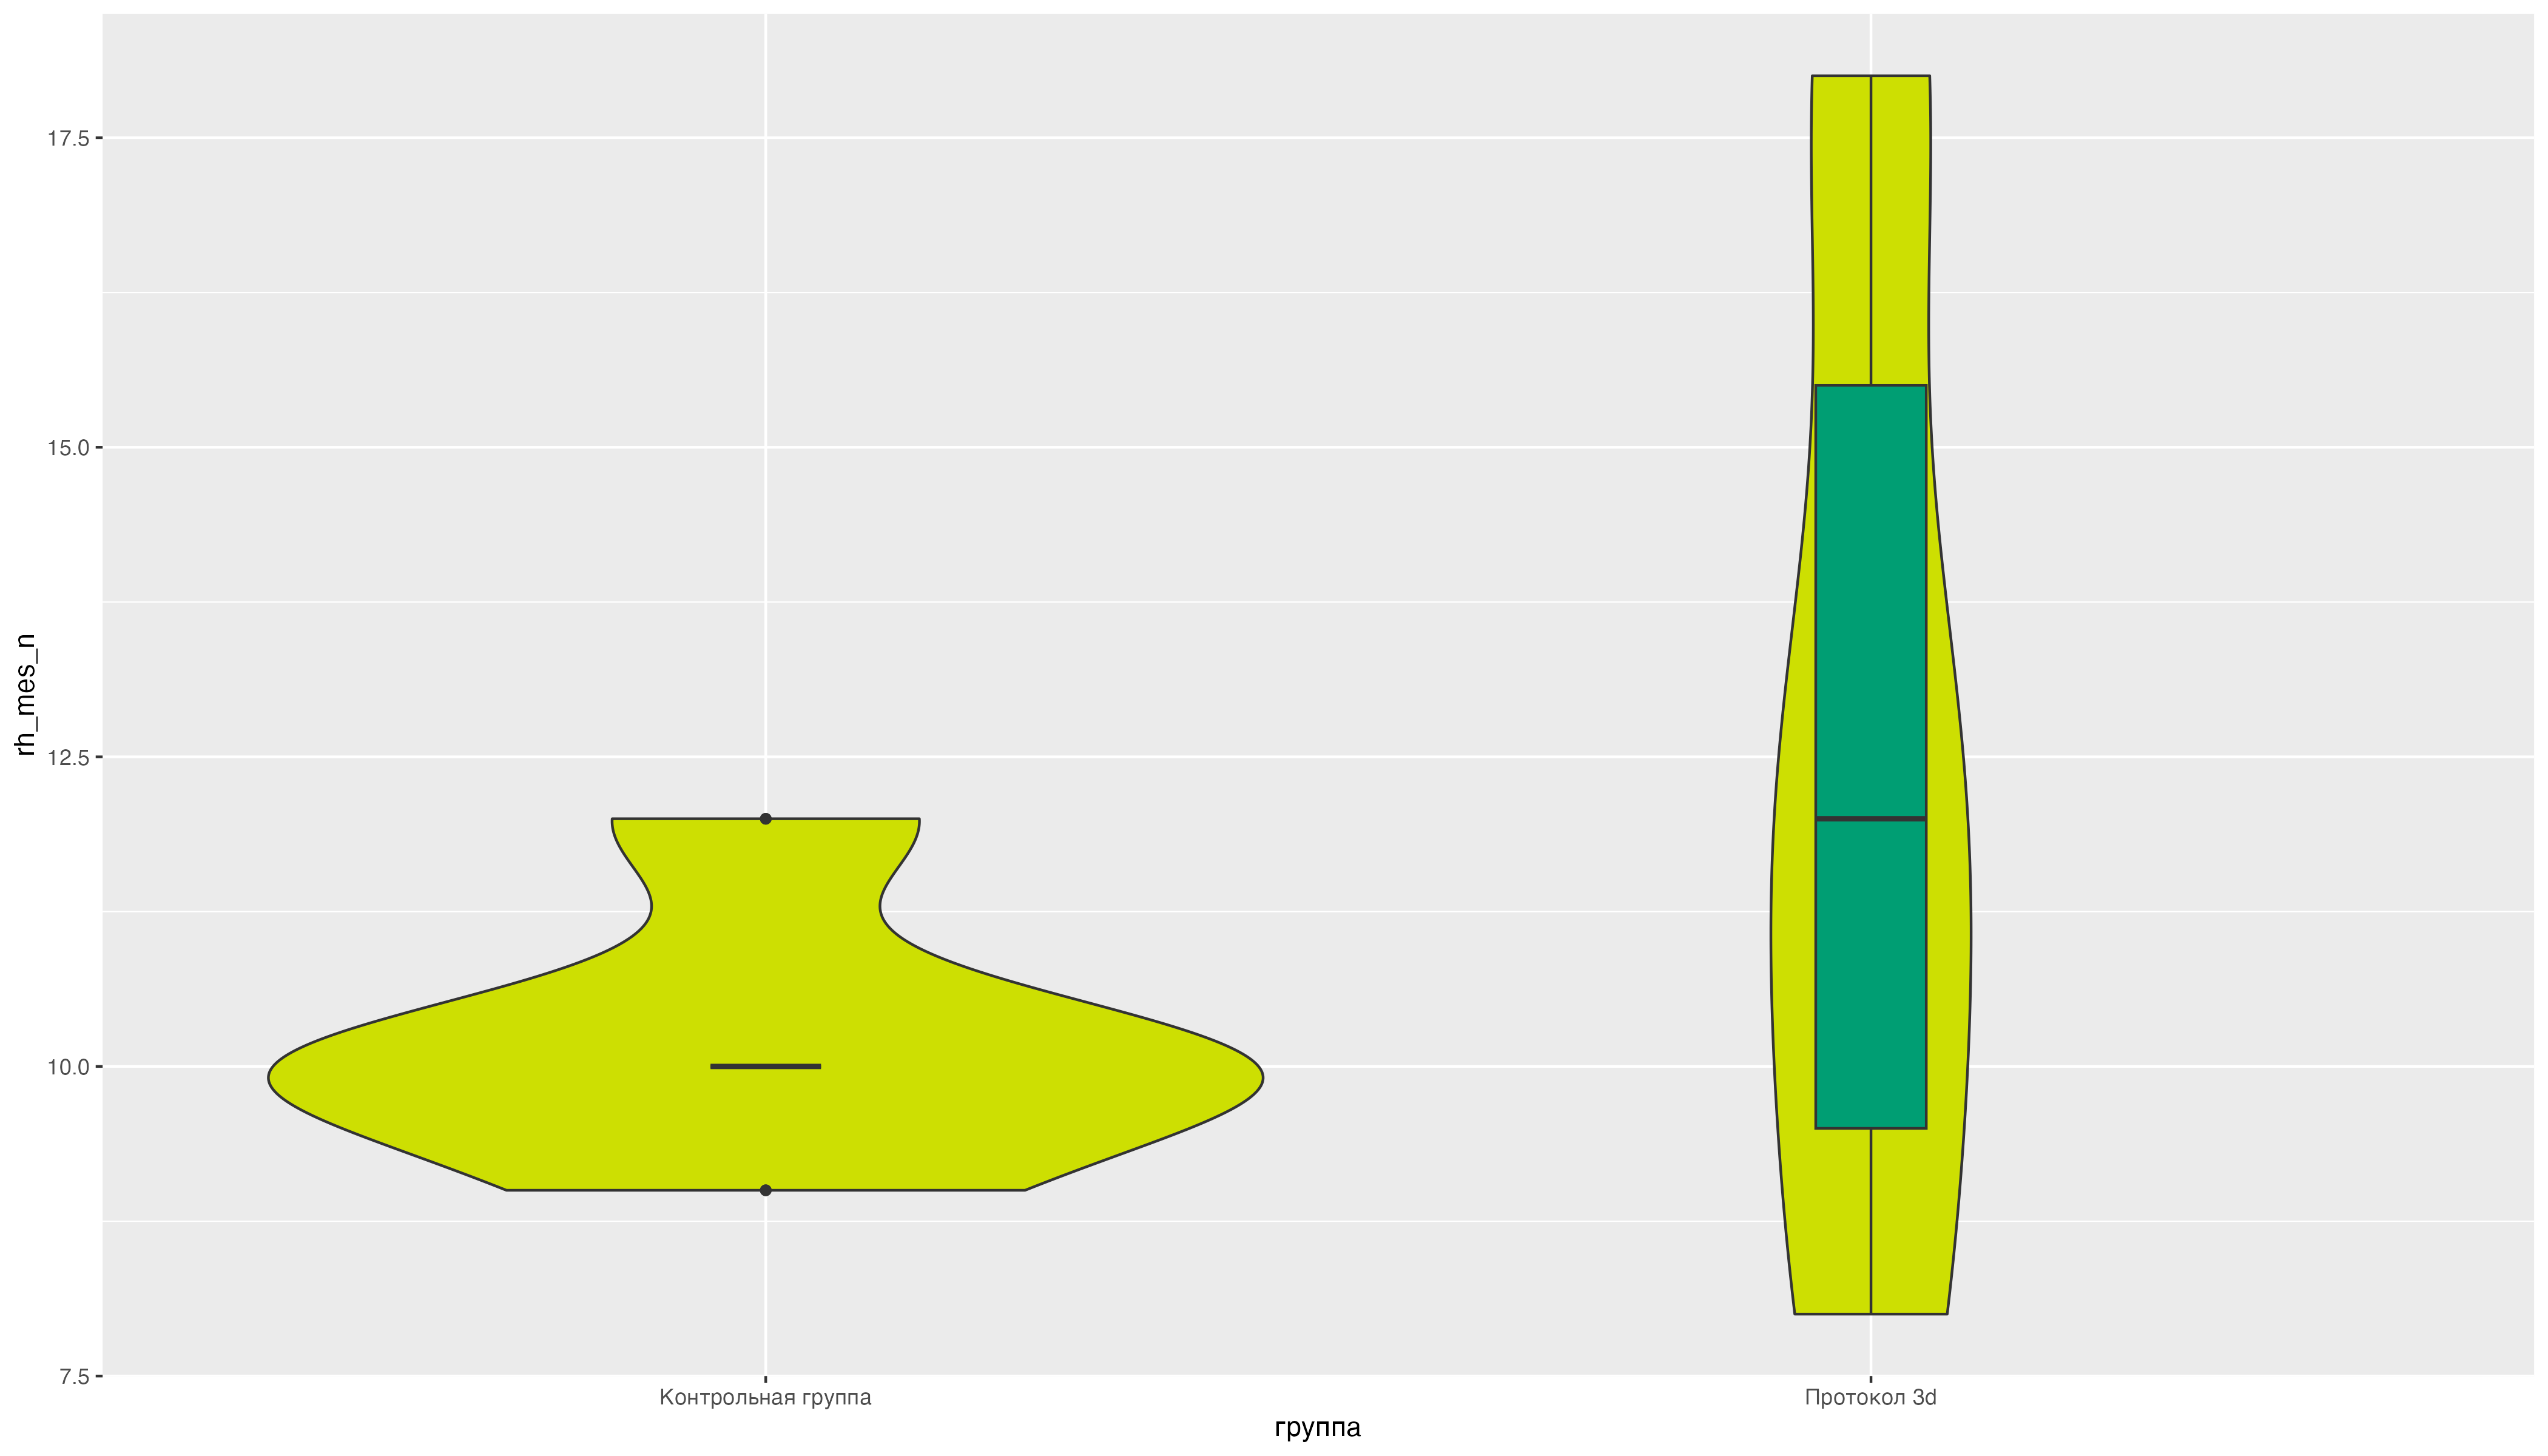 rh_mes_n
17.5
15.0
12.5
10.0
7.5
Контрольная группа
Протокол 3d
группа